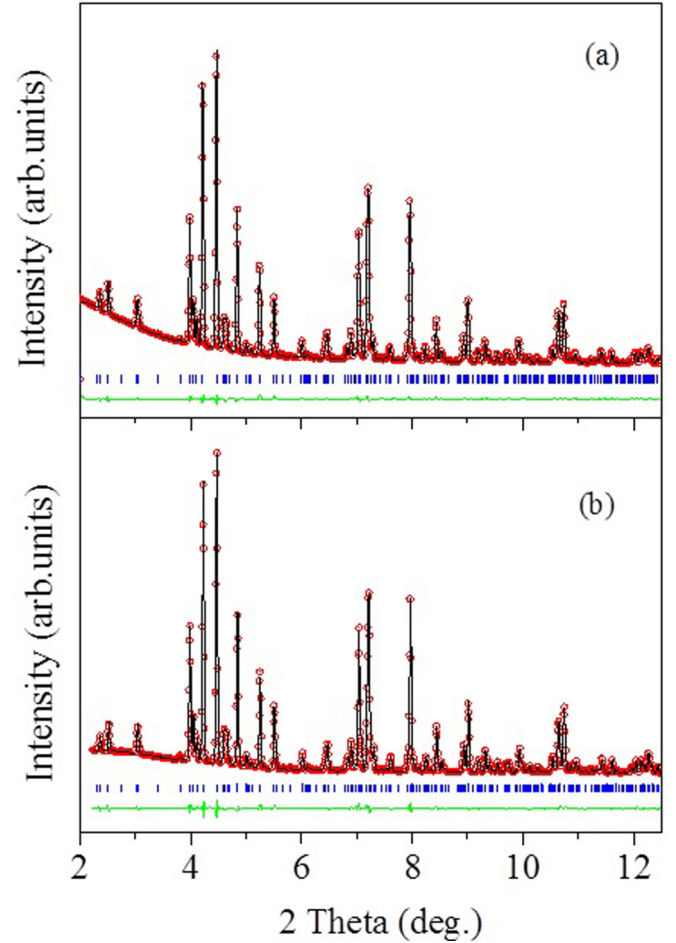 (a)
Intensity (arb.units)
(b)
Intensity (arb.units)
2 4 6 8 10 12
2 Theta (deg.)